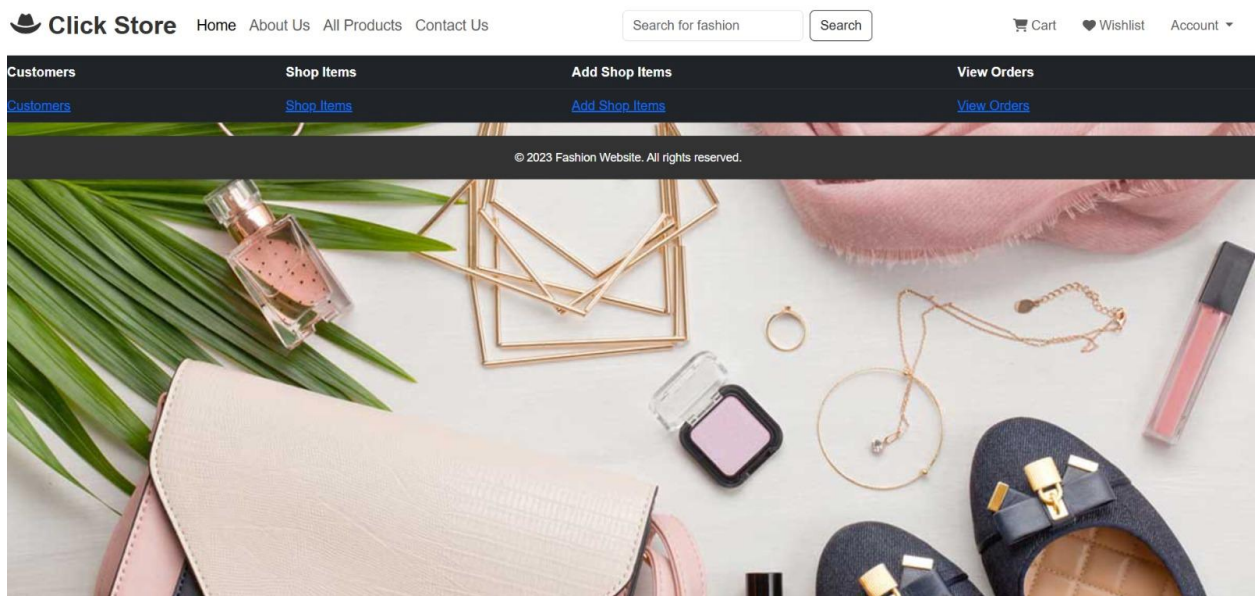 Click Store Home About Us All Products Contact Us Search for fashion Search Cart Wishlist Account
Customers Shop Items Add Shop Items View Orders
Customers Shop Items Add Shop Items View Orders
© 2023 Fashion Website. All rights reserved.